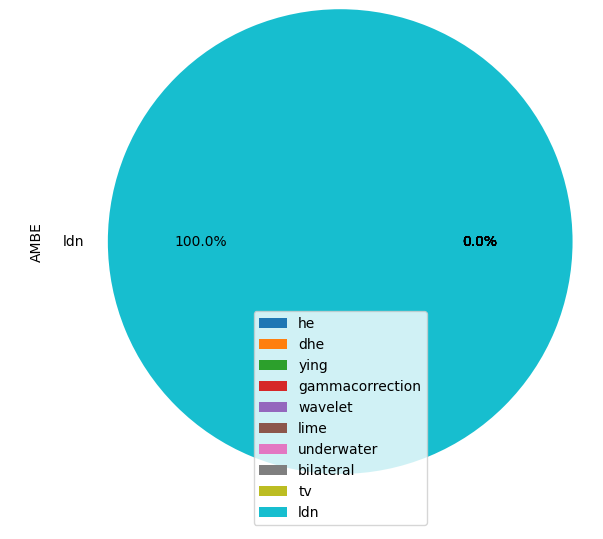 AMBE
ldn
100.0%
0.0%
he
dhe
ying
gammacorrection
wavelet
lime
underwater
bilateral
tv
ldn